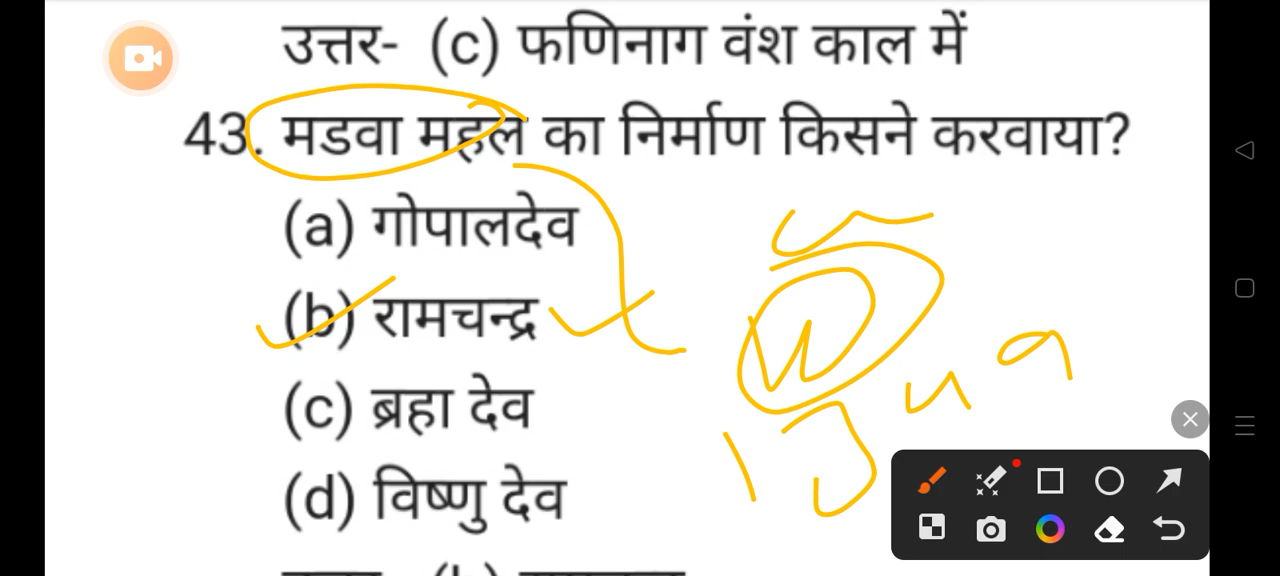 उत्तर- (c) फणिनाग वंश काल में
43. मडवा महल का निर्माण किसने करवाया?
(a) गोपालदेव
(b) रामचन्द्र
(c) ब्रहा देव
(d) विष्णु देव